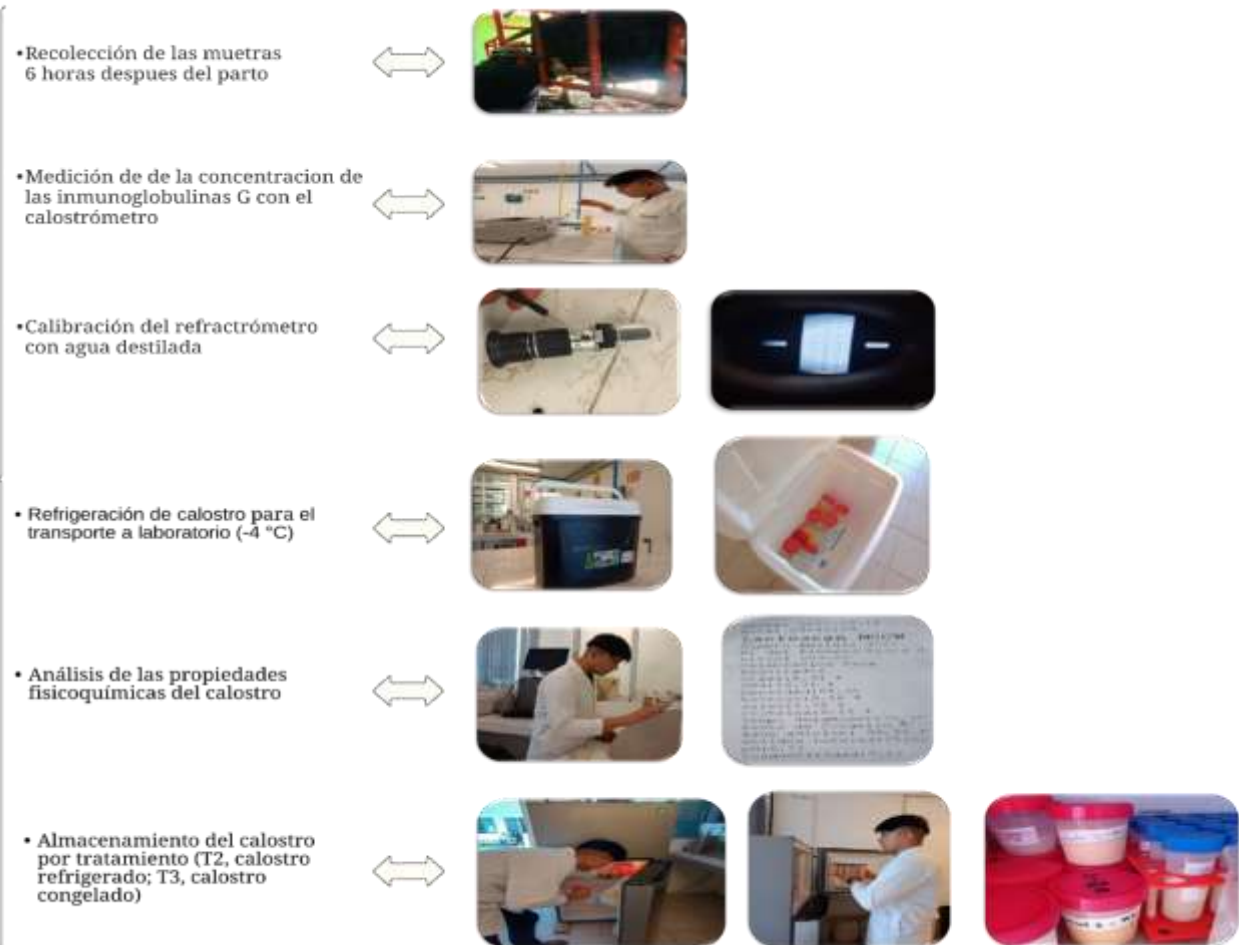 •Recolección de las muetras
6 horas despues del parto
•Medición de de la concentracion de
las inmunoglobulinas G con el
calostrómetro
•Calibración del refractrómetro
con agua destilada
• Refrigeración de calostro para el
transporte a laboratorio (-4 °C)
• Análisis de las propiedades
fisicoquímicas del calostro
• Almacenamiento del calostro
por tratamiento (T2, calostro
refrigerado; T3, calostro
congelado)